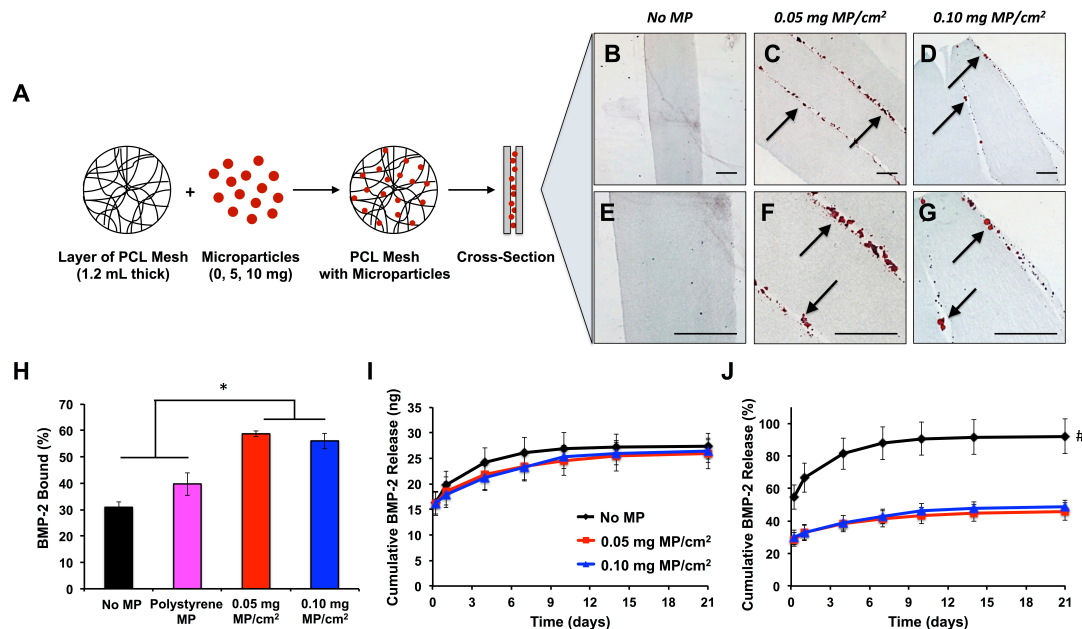 No MP
0.05 mg MP/cm²
0.10 mg MP/cm²
A
B
C
D
E
F
G
+
Layer of PCL Mesh
(1.2 mL thick)
Microparticles
(0, 5, 10 mg)
PCL Mesh
with Microparticles
Cross-Section
H
BMP-2 Bound (%)
70
60
50
40
30
20
10
0
*
No MP
Polystyrene
MP
0.05 mg
MP/cm²
0.10 mg
MP/cm²
I
Cumulative BMP-2 Release (ng)
35
30
25
20
15
10
5
0
No MP
0.05 mg MP/cm²
0.10 mg MP/cm²
0 3 6 9 12 15 18 21
Time (days)
J
Cumulative BMP-2 Release (%)
100
80
60
40
20
0
#
0 3 6 9 12 15 18 21
Time (days)